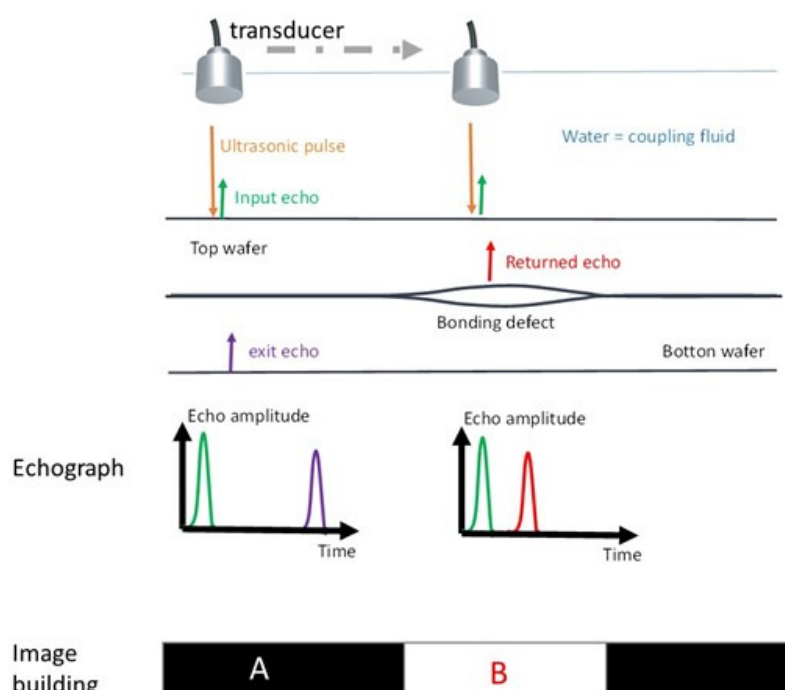 transducer
Ultrasonic pulse
Water = coupling fluid
Input echo
Top wafer
Returned echo
Bonding defect
exit echo
Botton wafer
Echo amplitude
Echo amplitude
Echograph
Time
Time
Image
building
A
B